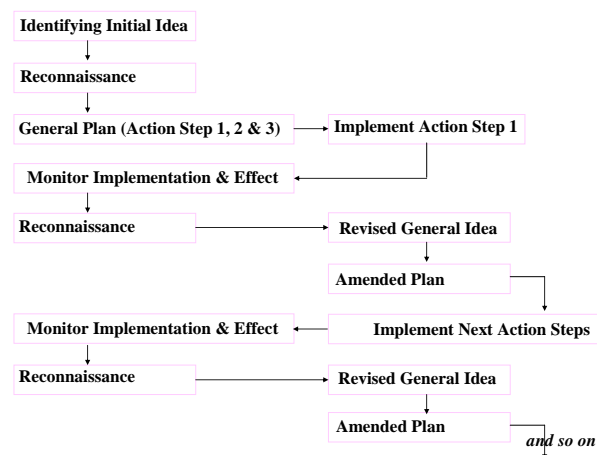 Identifying Initial Idea
Reconnaissance
General Plan (Action Step 1, 2 & 3)
Implement Action Step 1
Monitor Implementation & Effect
Reconnaissance
Revised General Idea
Amended Plan
Monitor Implementation & Effect
Implement Next Action Steps
Reconnaissance
Revised General Idea
Amended Plan
and so on